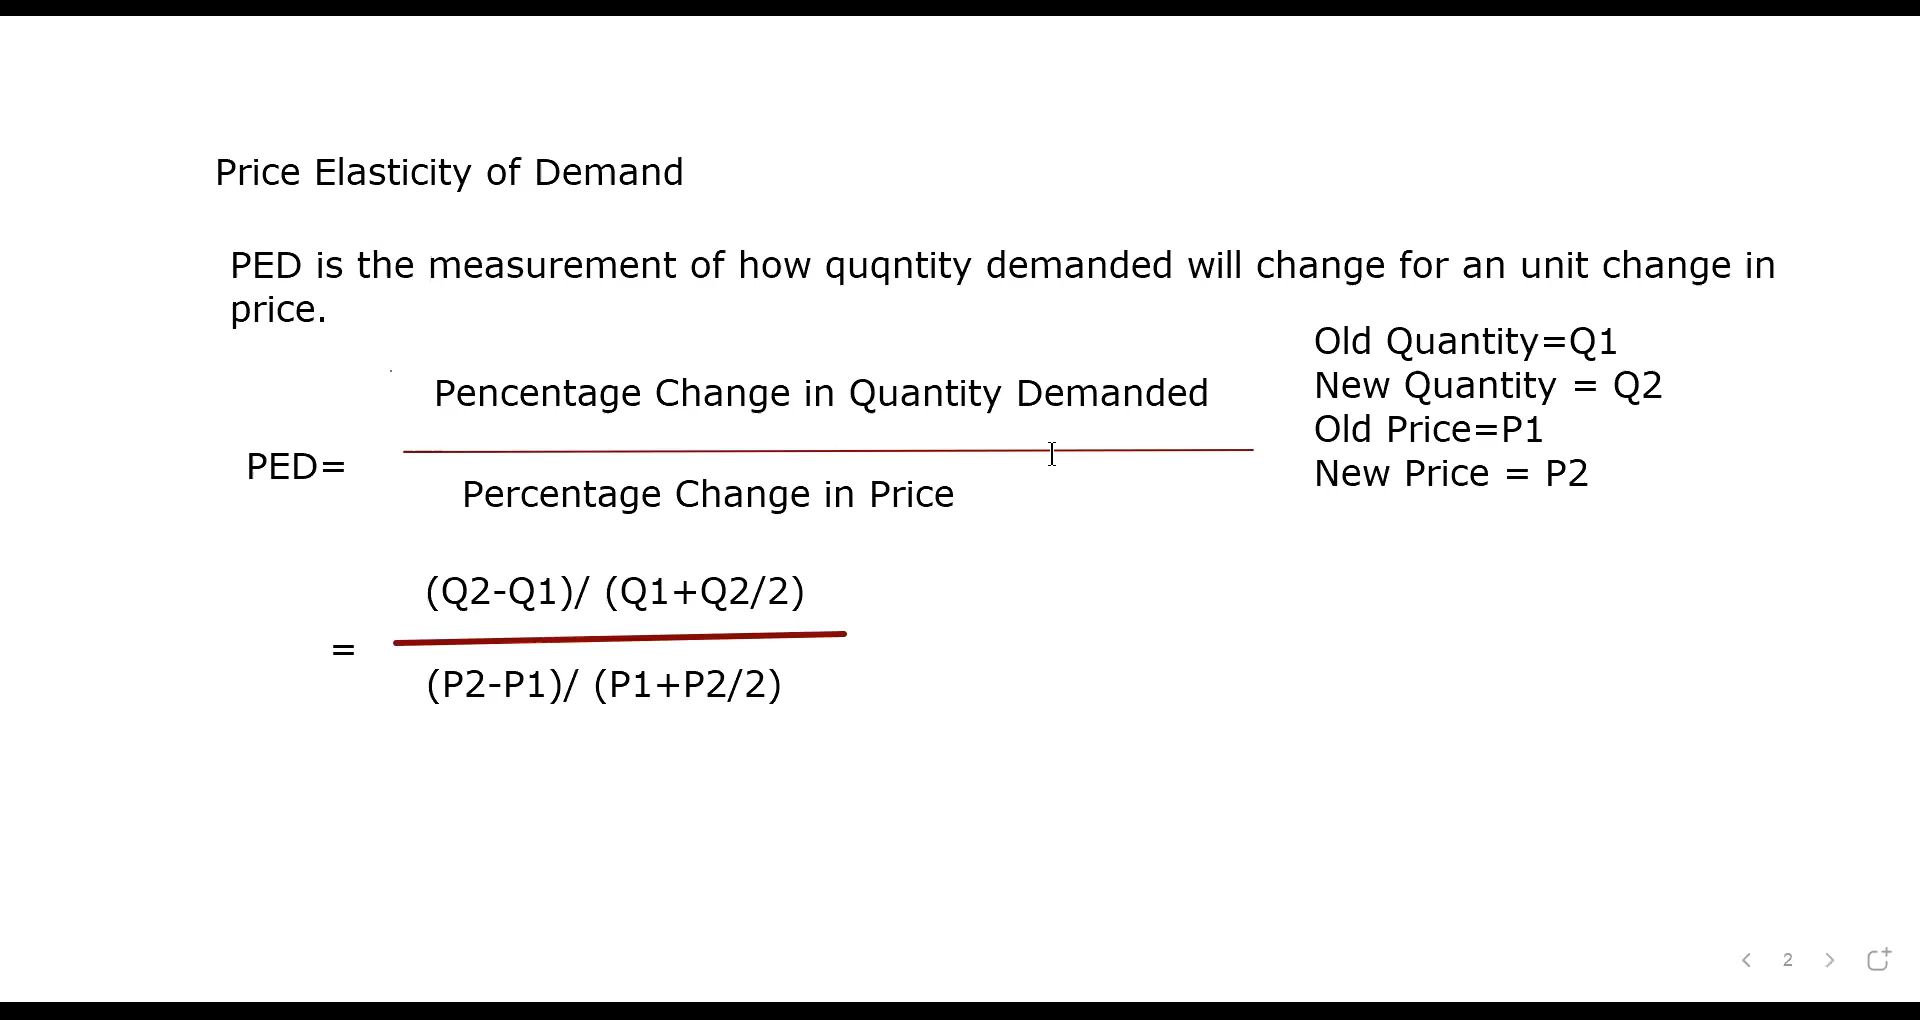 Price Elasticity of Demand
PED is the measurement of how quqntity demanded will change for an unit change in
price.
Old Quantity=Q1
New Quantity = Q2
Old Price=P1
New Price = P2
Pencentage Change in Quantity Demanded
PED=
Percentage Change in Price
(Q2-Q1)/ (Q1+Q2/2)
=
(P2-P1)/ (P1+P2/2)
2